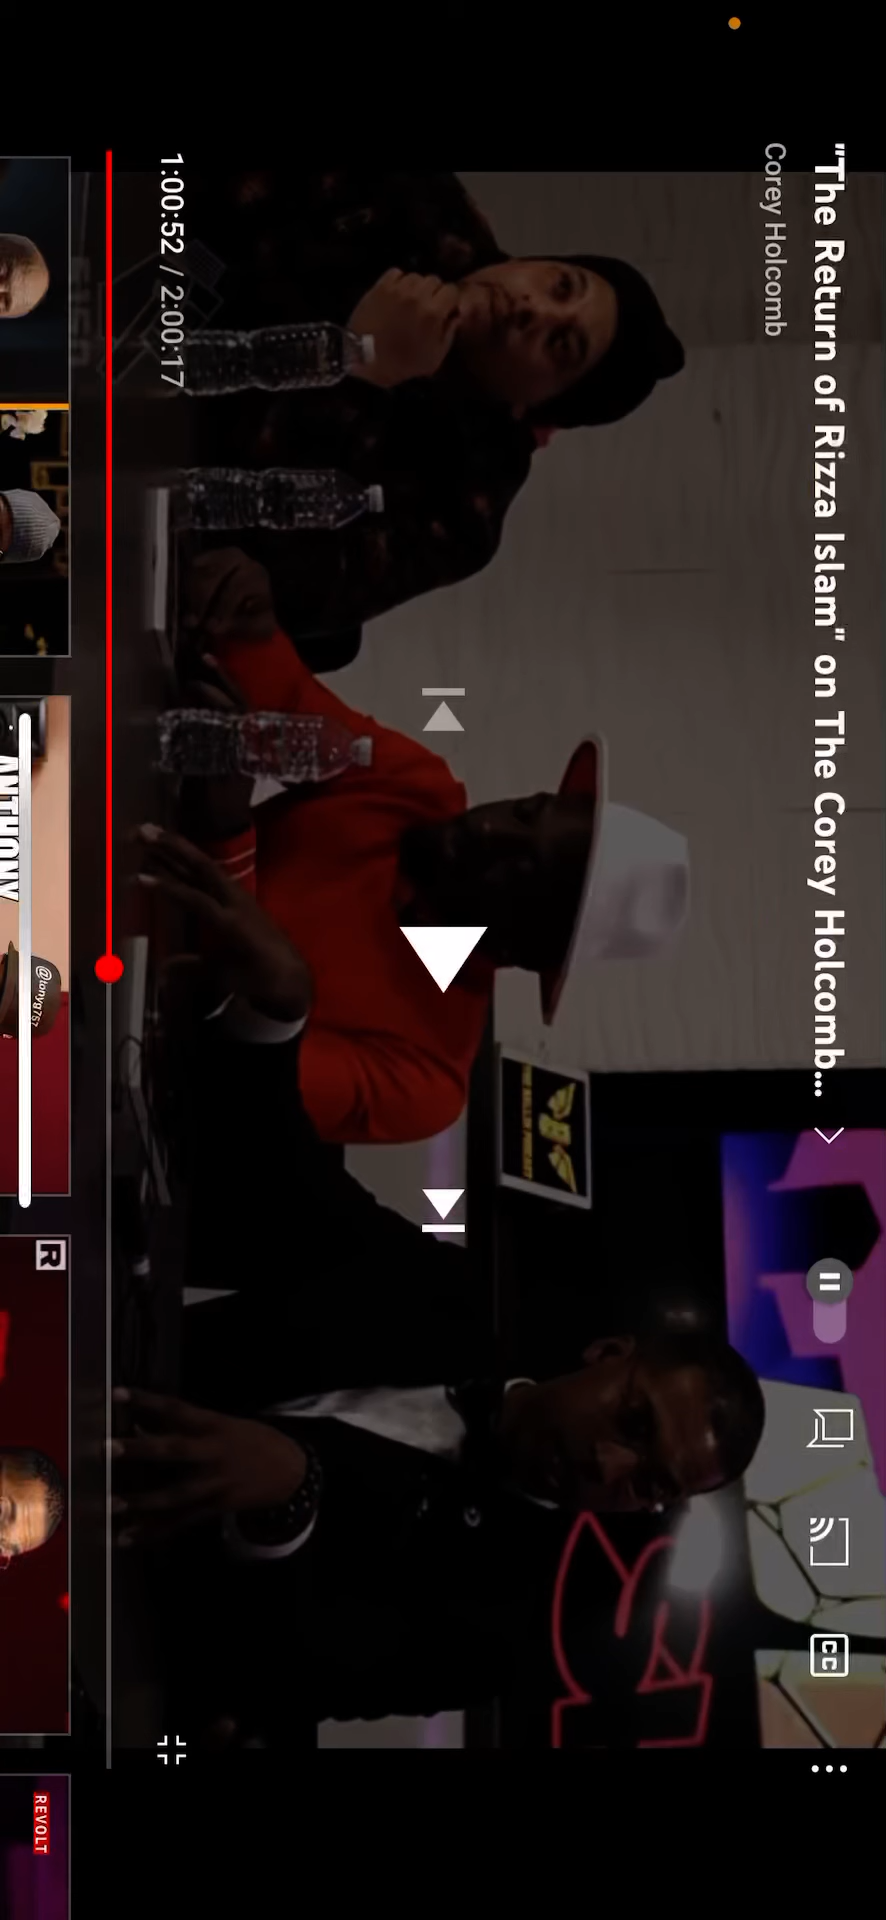 "The Return of Rizza Islam" on The Corey Holcomb...
Corey Holcomb
CC
1:00:52 / 2:00:17
ANTHONY
@tonyg757
R
REVOLT